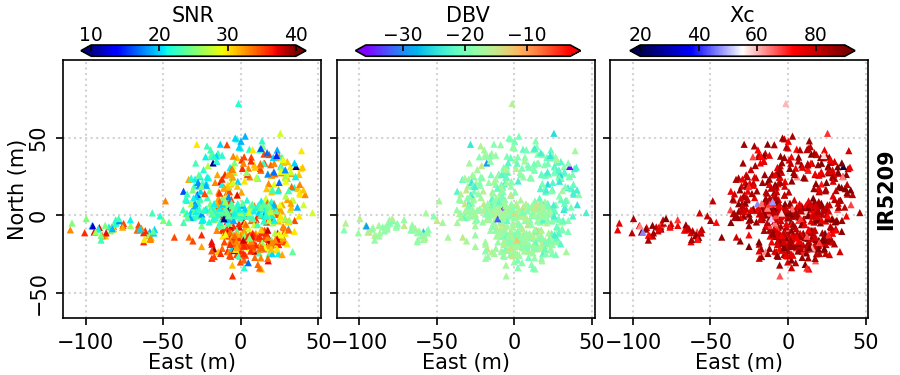 SNR DBV Xc
10 20 30 40 −30 −20 −10 20 40 60 80
North (m)
50
0
−50
IR5209
−100 −50 0 50 −100 −50 0 50 −100 −50 0 50
East (m) East (m) East (m)